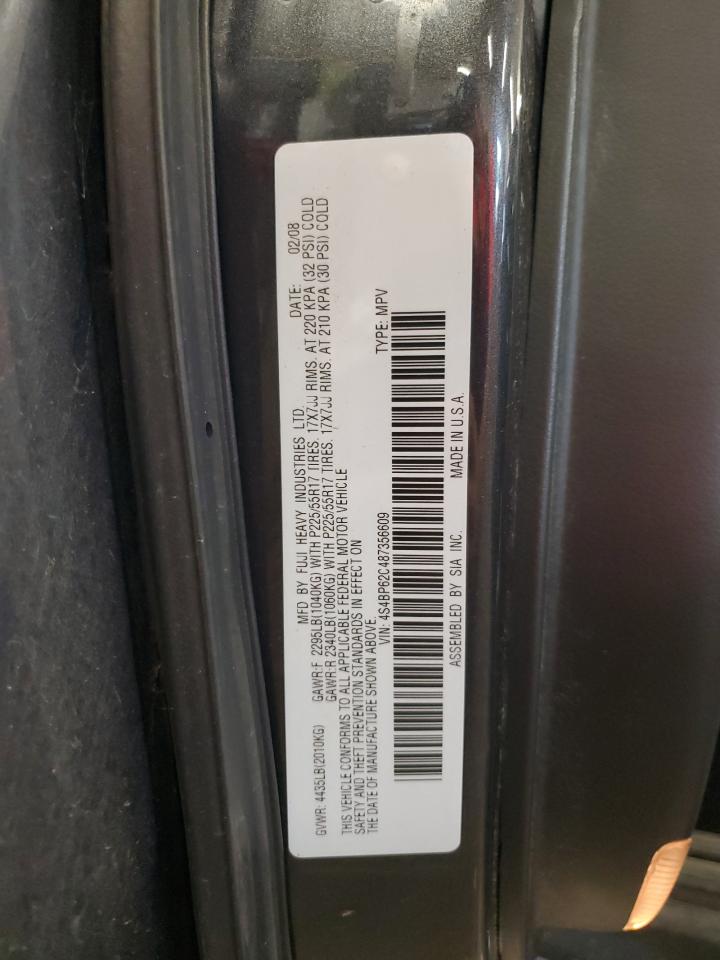 MFD BY FUJI HEAVY INDUSTRIES LTD. DATE: 02/08
GVWR: 4435LB(2010KG) GAWR:F 2295LB(1040KG) WITH P225/55R17 TIRES. 17X7JJ RIMS. AT 220 KPA (32 PSI) COLD
GAWR:R 2340LB(1060KG) WITH P225/55R17 TIRES. 17X7JJ RIMS. AT 210 KPA (30 PSI) COLD
THIS VEHICLE CONFORMS TO ALL APPLICABLE FEDERAL MOTOR VEHICLE
SAFETY AND THEFT PREVENTION STANDARDS IN EFFECT ON
THE DATE OF MANUFACTURE SHOWN ABOVE.
VIN: 4S4BP62C487356609 TYPE: MPV
ASSEMBLED BY SIA INC. MADE IN U.S.A.